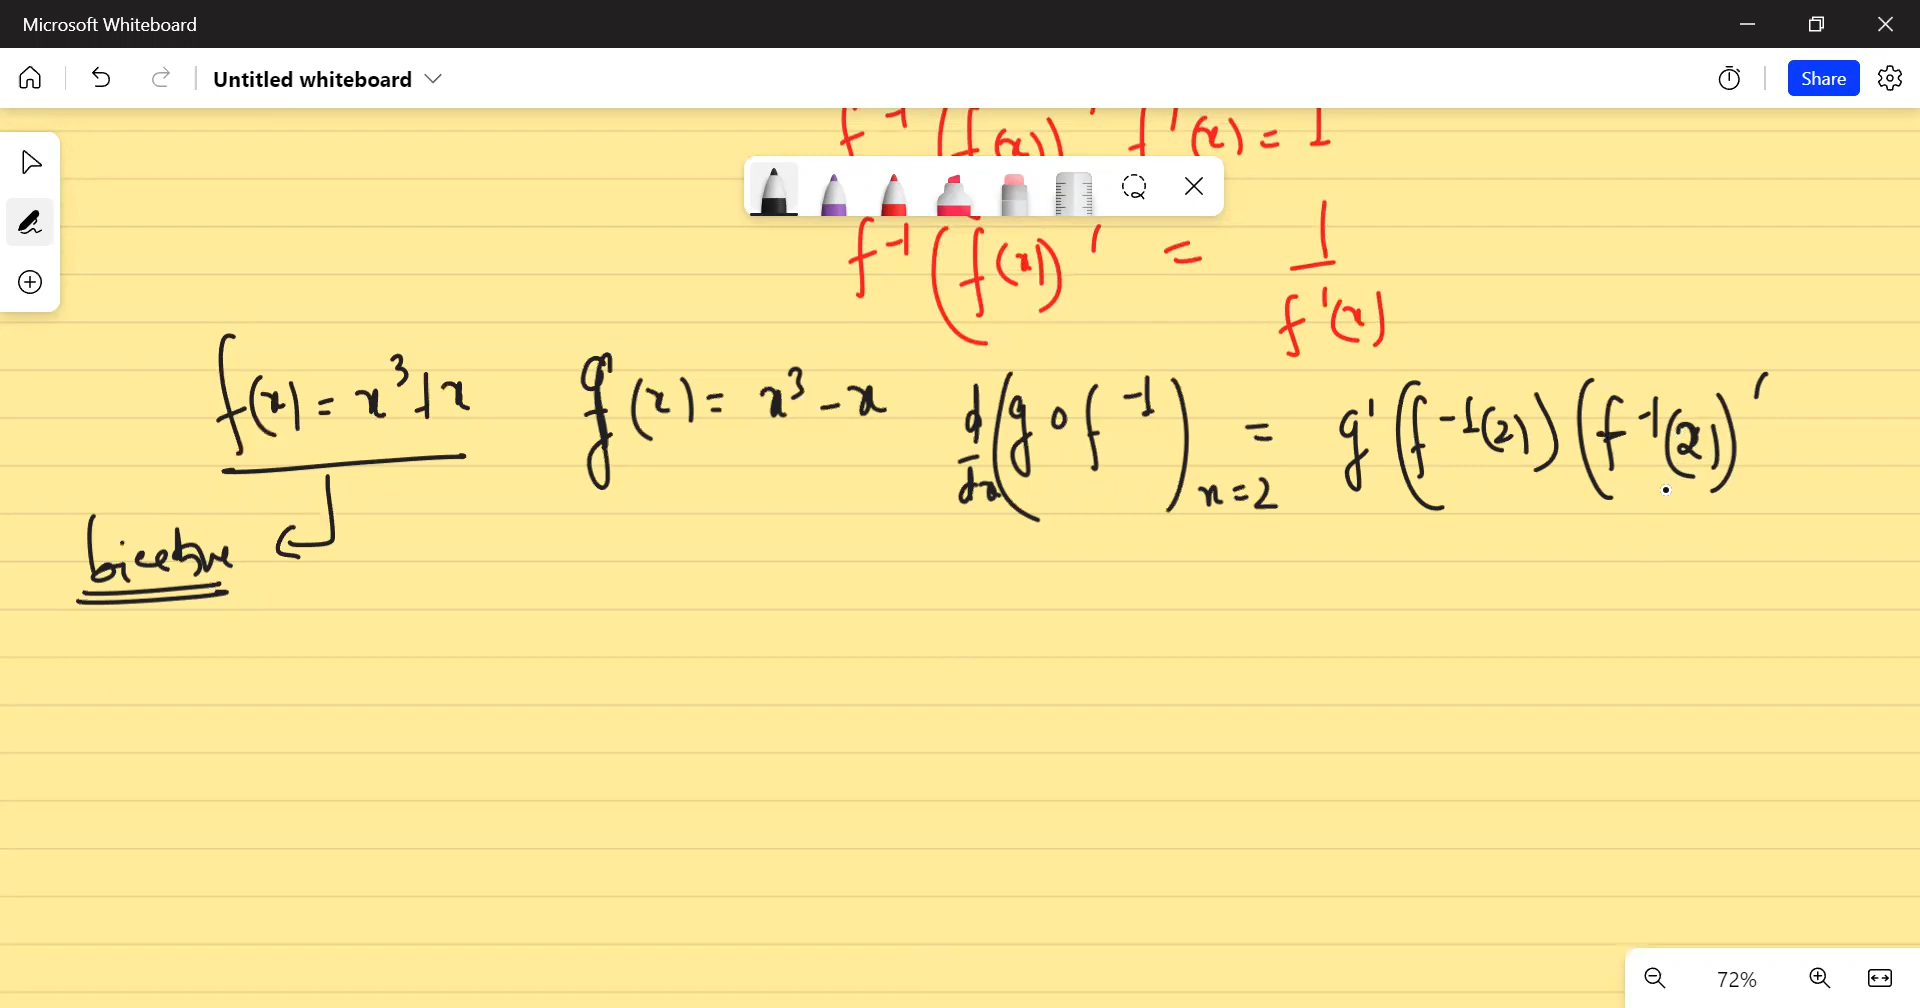 Microsoft Whiteboard
Untitled whiteboard
Share
f⁻¹(f(x))' f'(x) = 1
f⁻¹(f(x))' = 1/f'(x)
f(x) = x³+x g(x) = x³-x d/dx(g∘f⁻¹)x=2 = g'(f⁻¹(2))(f⁻¹(2))'
72%